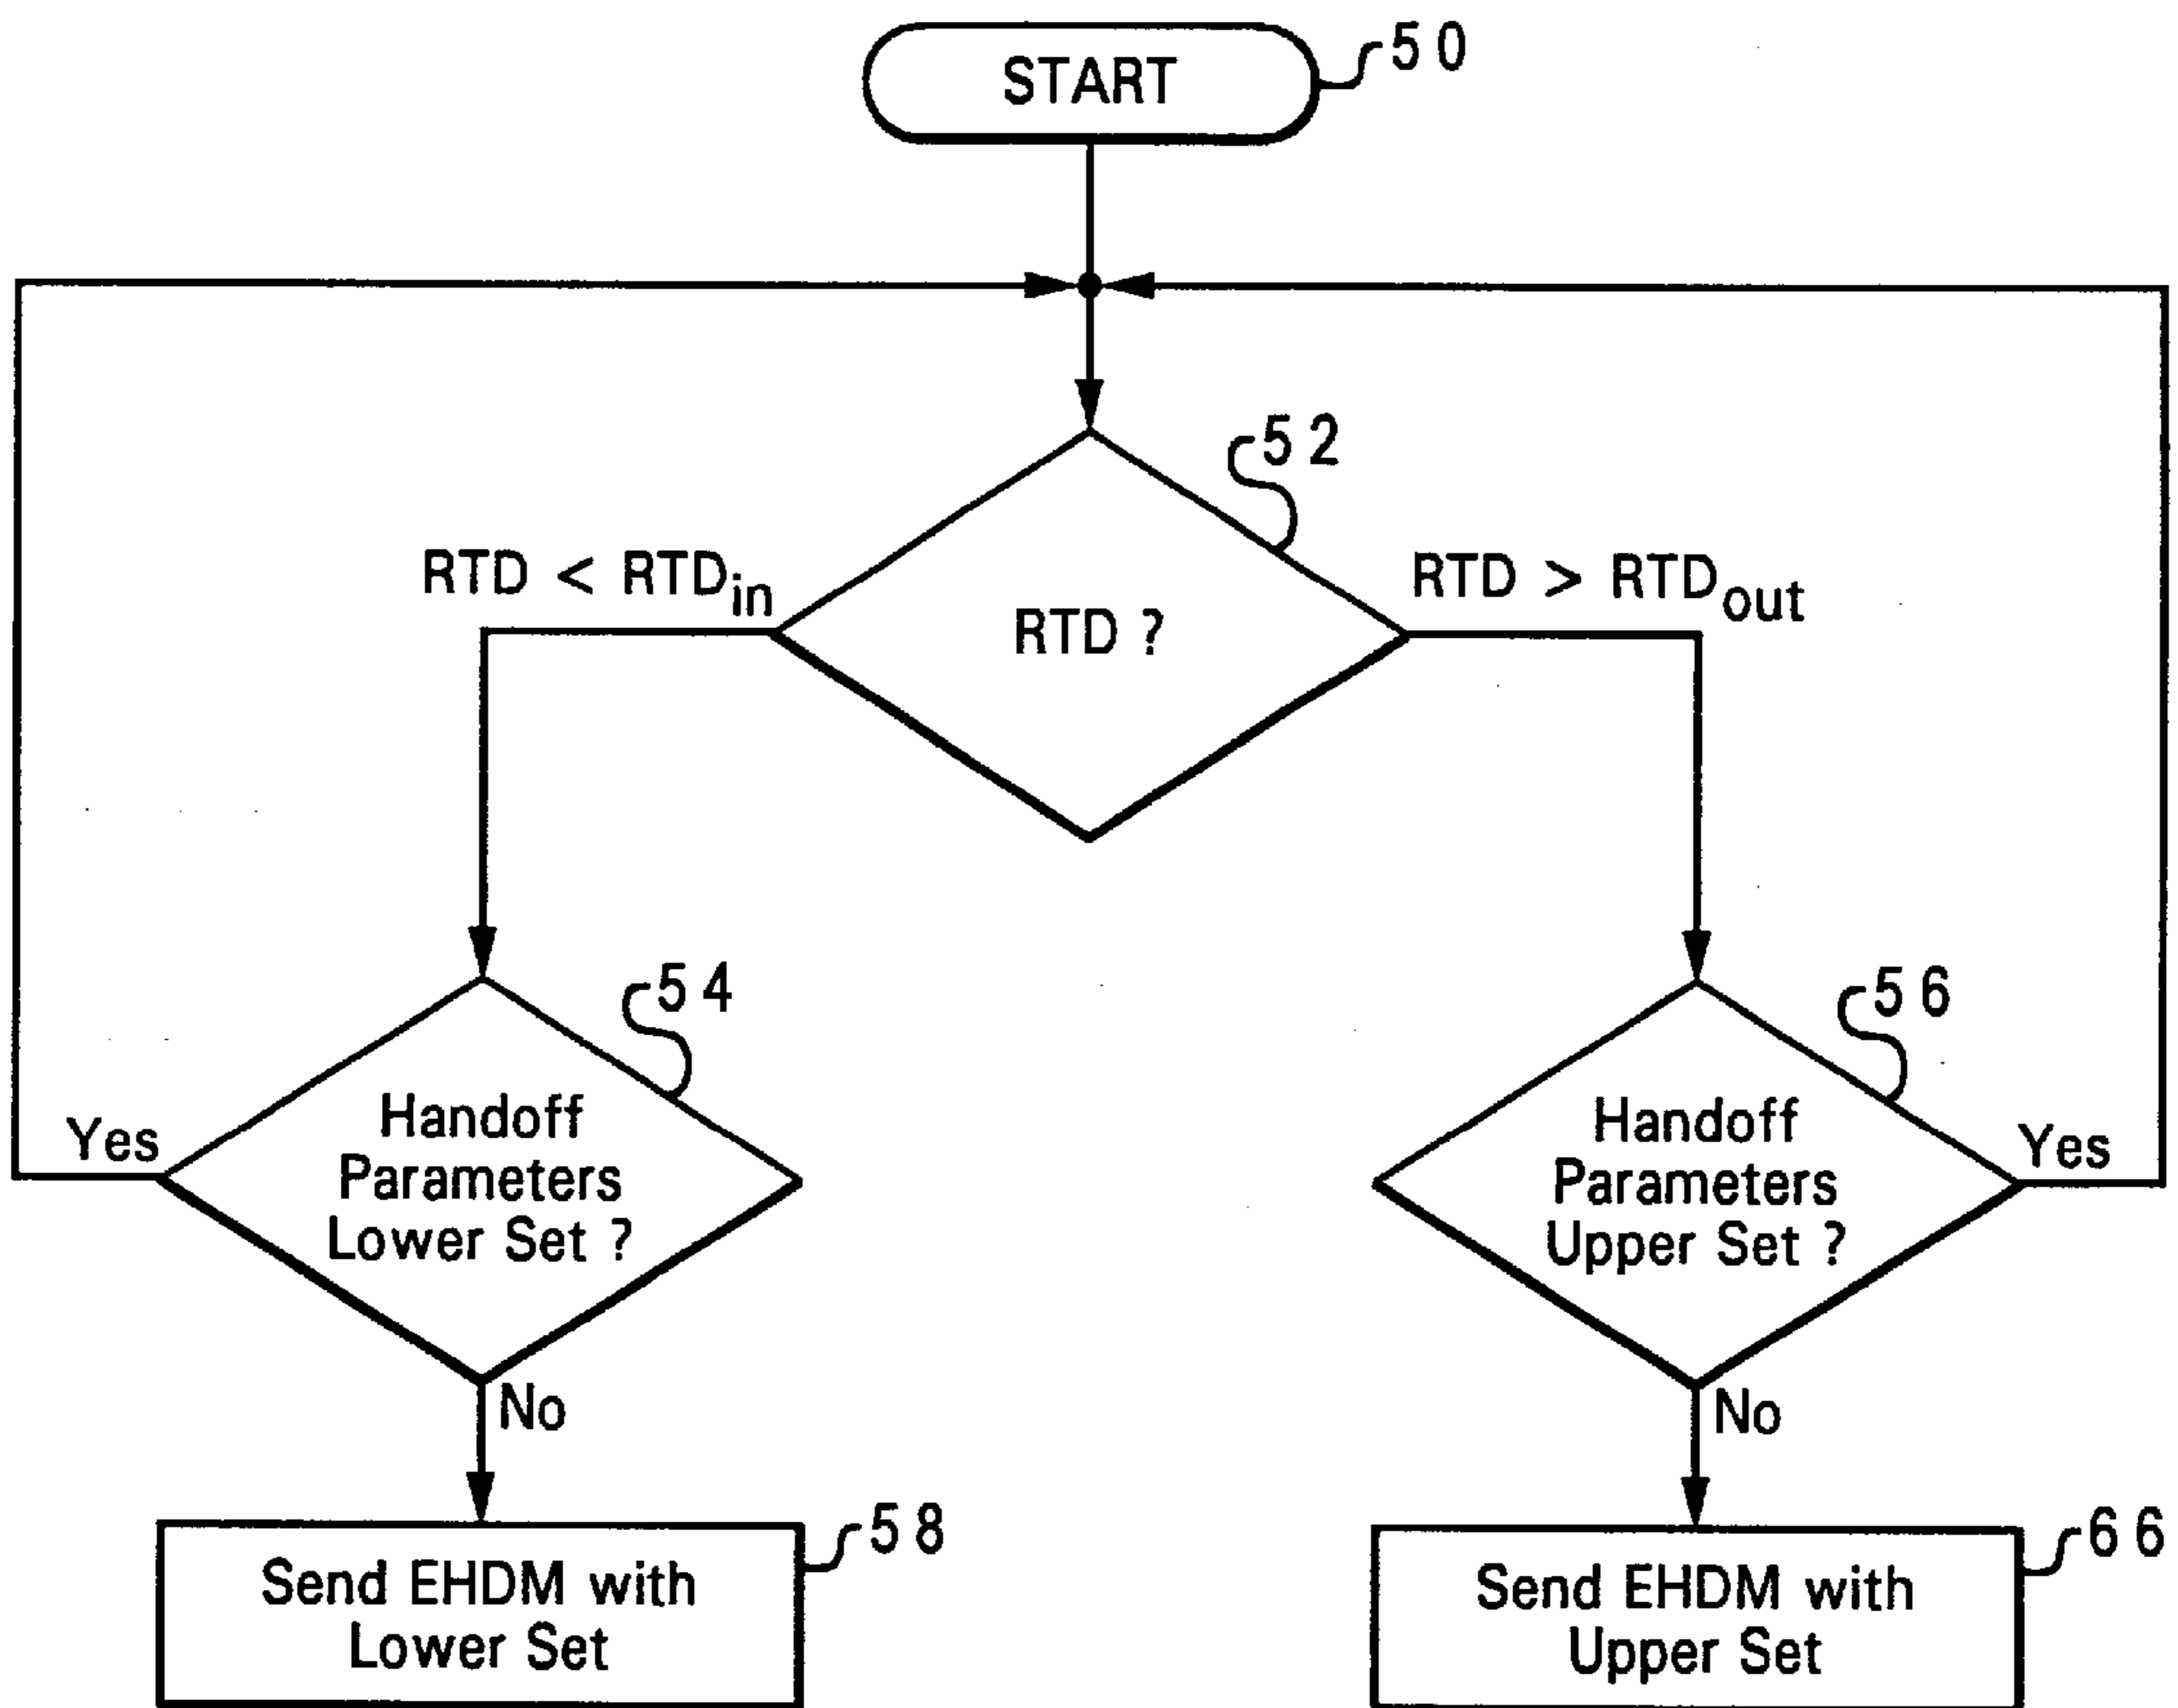 START
50
52
RTD < RTDin
RTD ?
RTD > RTDout
54
56
Yes
Handoff
Parameters
Lower Set ?
Handoff
Parameters
Upper Set ?
Yes
No
No
58
Send EHDM with
Lower Set
66
Send EHDM with
Upper Set